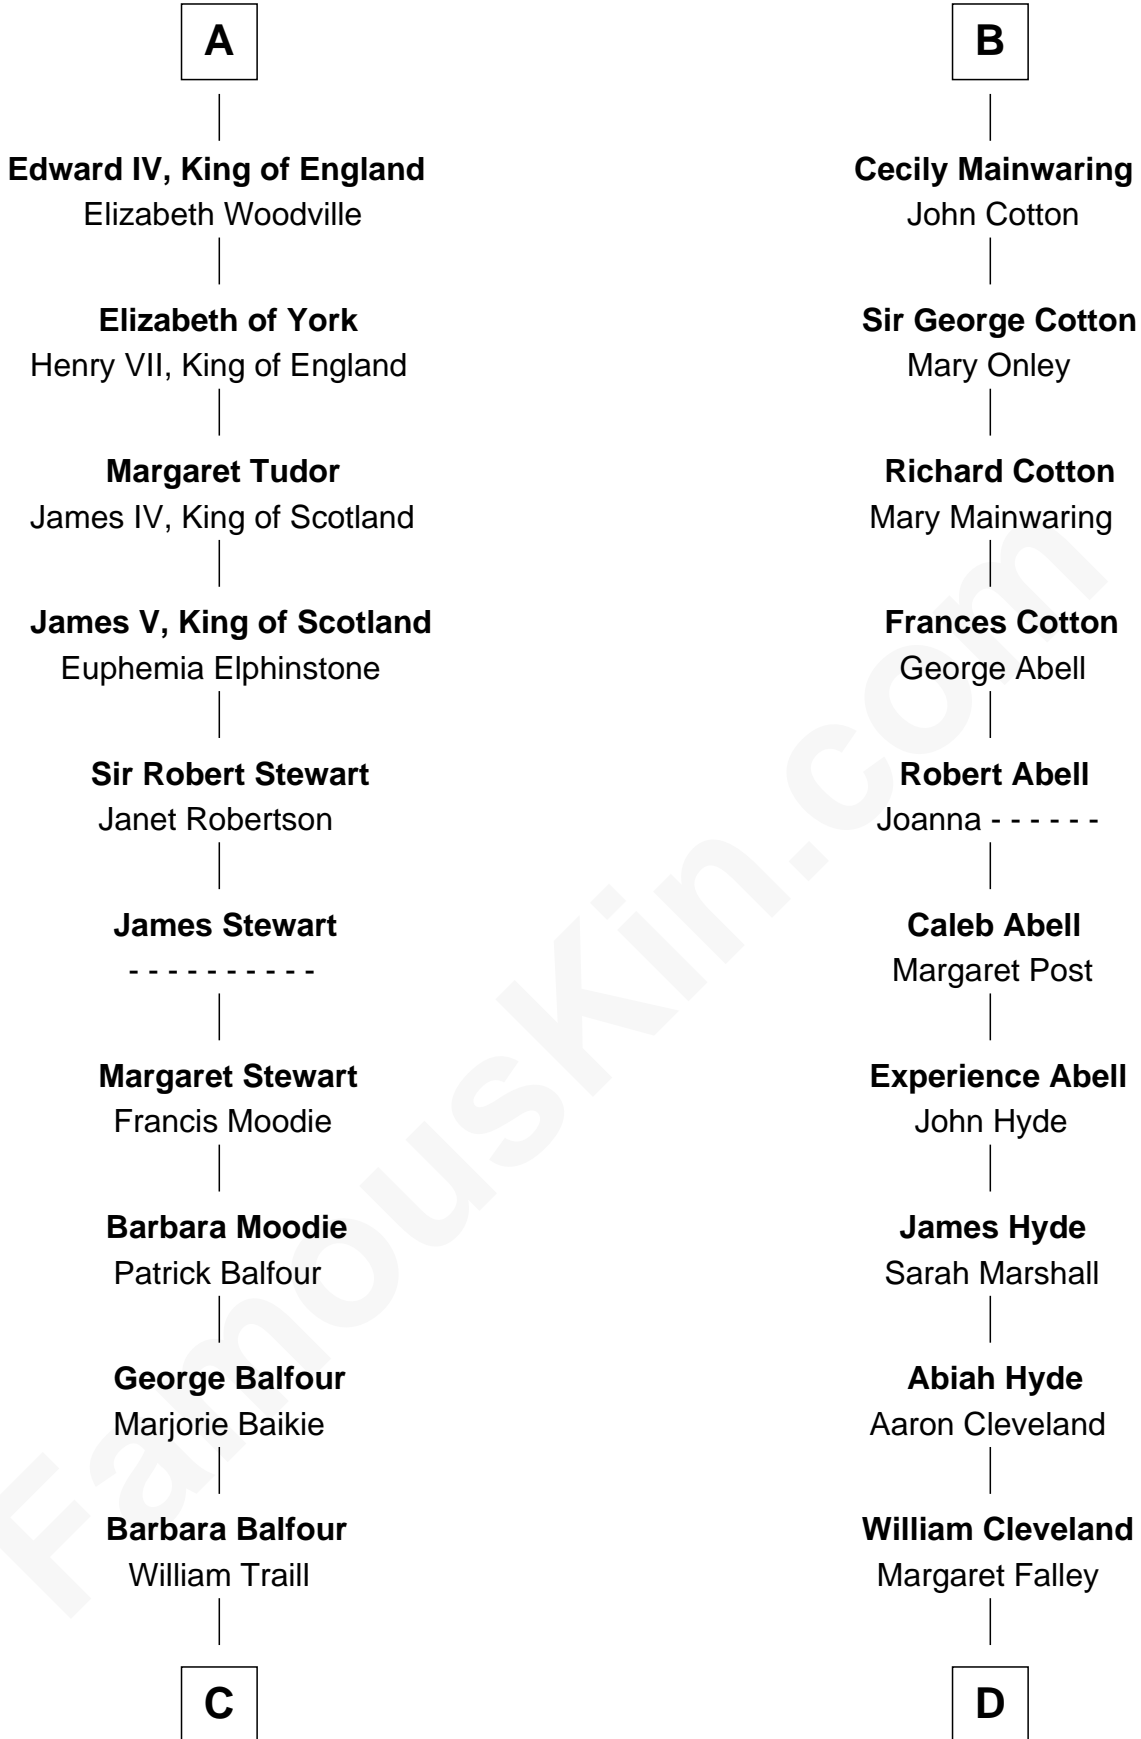 A
Edward IV, King of England
Elizabeth Woodville
Elizabeth of York
Henry VII, King of England
Margaret Tudor
James IV, King of Scotland
James V, King of Scotland
Euphemia Elphinstone
Sir Robert Stewart
Janet Robertson
James Stewart
- - - - - - - - - -
Margaret Stewart
Francis Moodie
Barbara Moodie
Patrick Balfour
George Balfour
Marjorie Baikie
Barbara Balfour
William Traill
C
B
Cecily Mainwaring
John Cotton
Sir George Cotton
Mary Onley
Richard Cotton
Mary Mainwaring
Frances Cotton
George Abell
Robert Abell
Joanna - - - - - -
Caleb Abell
Margaret Post
Experience Abell
John Hyde
James Hyde
Sarah Marshall
Abiah Hyde
Aaron Cleveland
William Cleveland
Margaret Falley
D
FamousKin.com